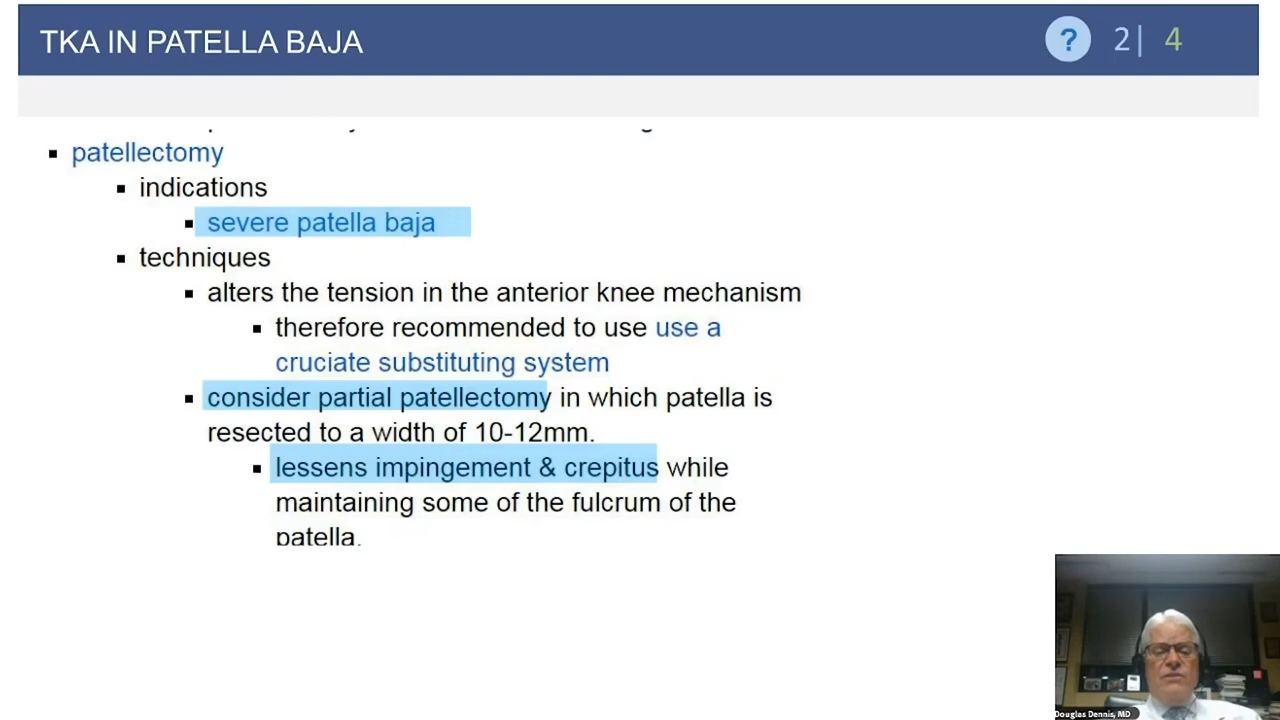 TKA IN PATELLA BAJA
? 2| 4
patellectomy
indications
severe patella baja
techniques
alters the tension in the anterior knee mechanism
therefore recommended to use use a
cruciate substituting system
consider partial patellectomy in which patella is
resected to a width of 10-12mm.
lessens impingement & crepitus while
maintaining some of the fulcrum of the
patella.
Douglas Dennis, MD